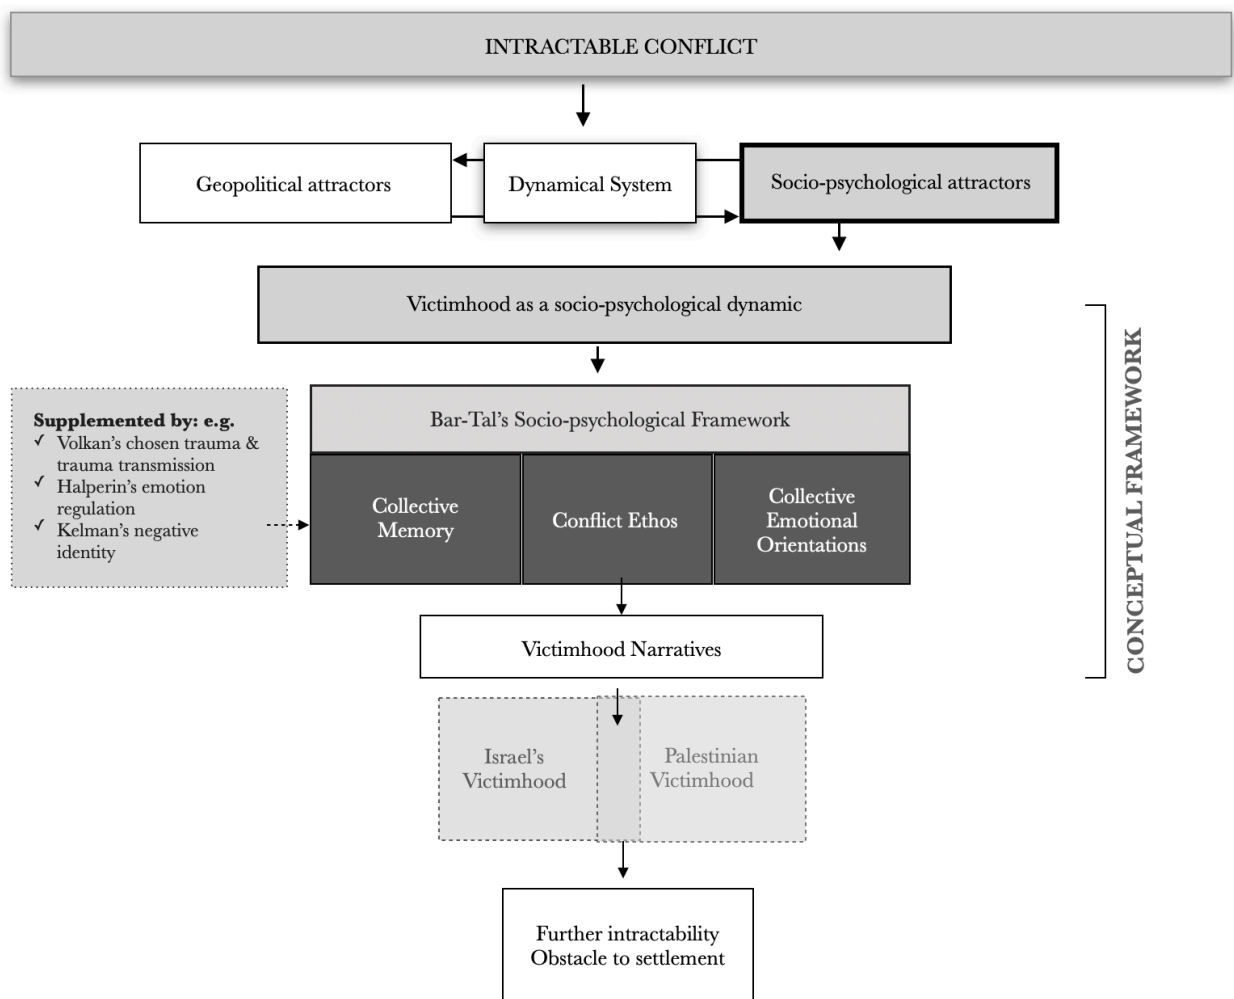 INTRACTABLE CONFLICT
Geopolitical attractors
Dynamical System
Socio-psychological attractors
Victimhood as a socio-psychological dynamic
Supplemented by: e.g.
✓ Volkan’s chosen trauma &
trauma transmission
✓ Halperin’s emotion
regulation
✓ Kelman’s negative
identity
Bar-Tal’s Socio-psychological Framework
Collective
Memory
Conflict Ethos
Collective
Emotional
Orientations
Victimhood Narratives
CONCEPTUAL FRAMEWORK
Israel’s
Victimhood
Palestinian
Victimhood
Further intractability
Obstacle to settlement